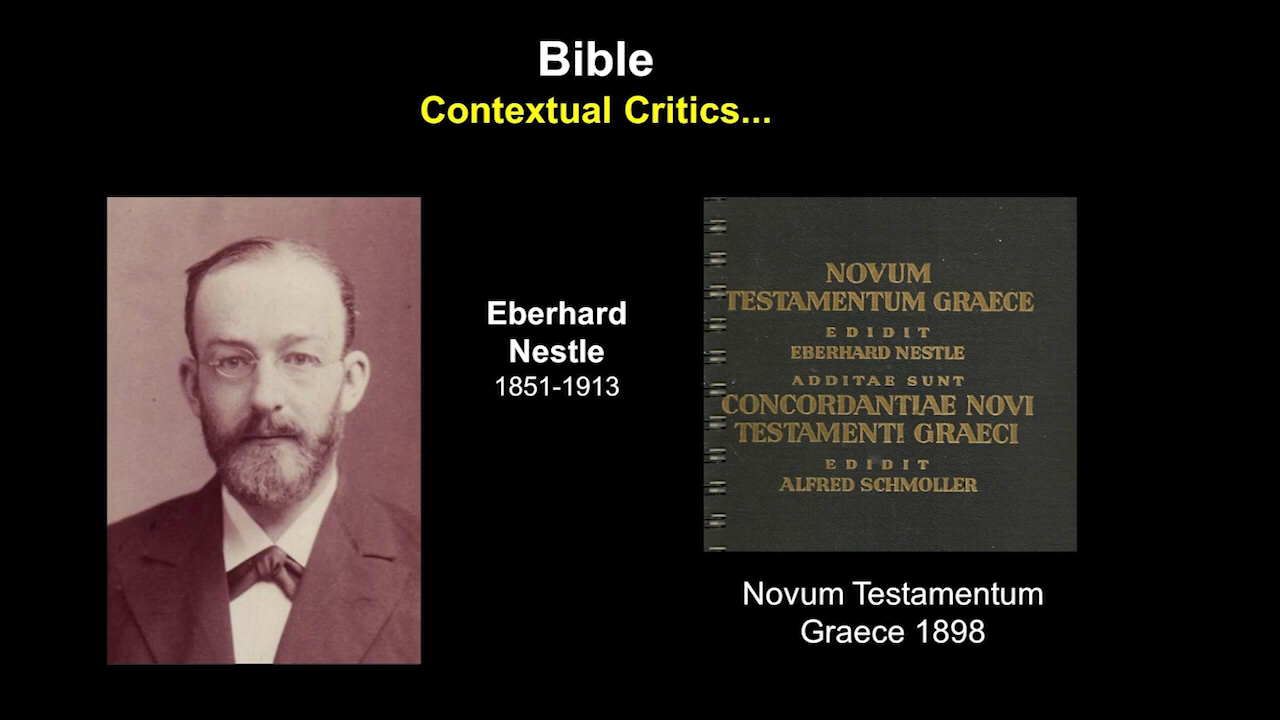 Bible
Contextual Critics...
Eberhard
Nestle
1851-1913
NOVUM
TESTAMENTUM GRAECE
EDIDIT
EBERHARD NESTLE
ADDITAE SUNT
CONCORDANTIAE NOVI
TESTAMENTI GRAECI
EDIDIT
ALFRED SCHMOLLER
Novum Testamentum
Graece 1898